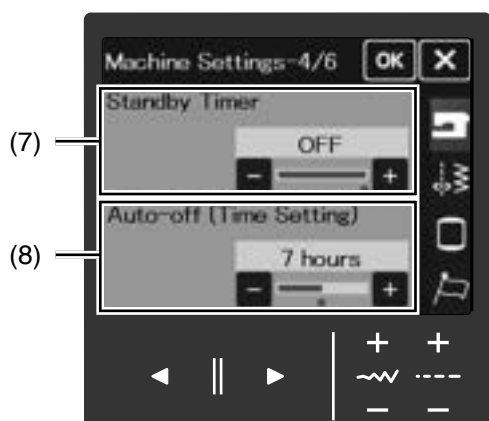 Machine Settings-4/6 OK X
(7)
Standby Timer
OFF
- +
(8)
Auto-off (Time Setting)
7 hours
- +
+ +
- -